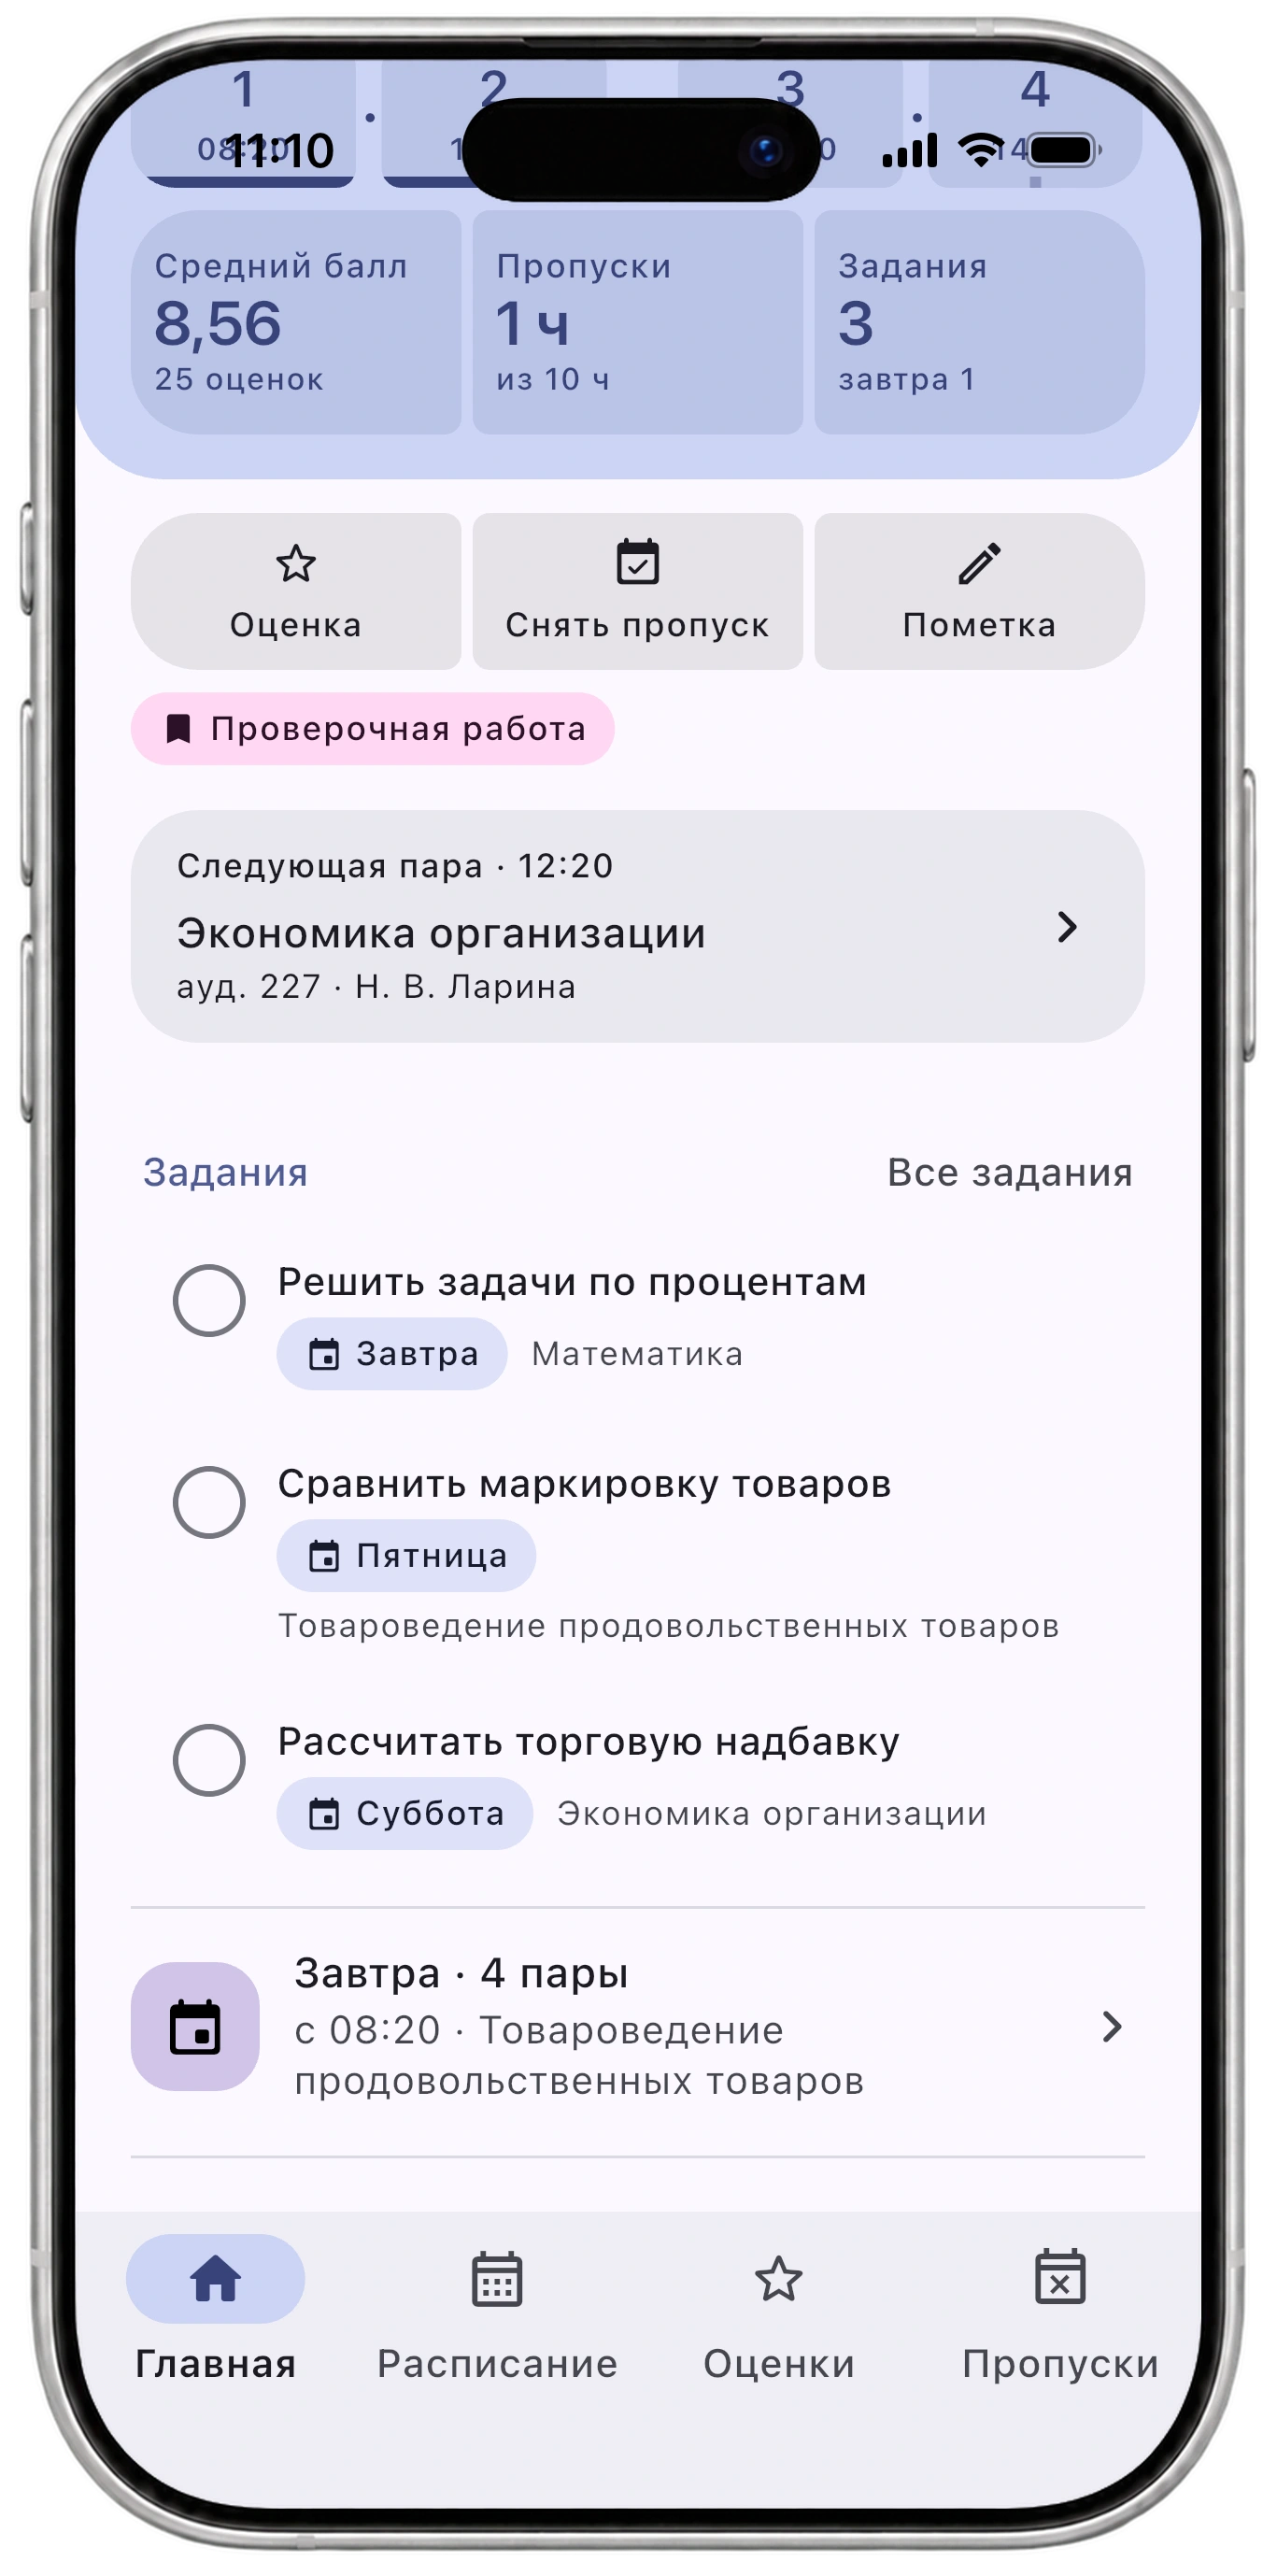 1
2
3
4
08:20
11:10
Средний балл
8,56
25 оценок
Пропуски
1 ч
из 10 ч
Задания
3
завтра 1
Оценка
Снять пропуск
Пометка
Проверочная работа
Следующая пара · 12:20
Экономика организации
ауд. 227 · Н. В. Ларина
Задания
Все задания
Решить задачи по процентам
Завтра
Математика
Сравнить маркировку товаров
Пятница
Товароведение продовольственных товаров
Рассчитать торговую надбавку
Суббота
Экономика организации
Завтра · 4 пары
с 08:20 · Товароведение
продовольственных товаров
Главная
Расписание
Оценки
Пропуски